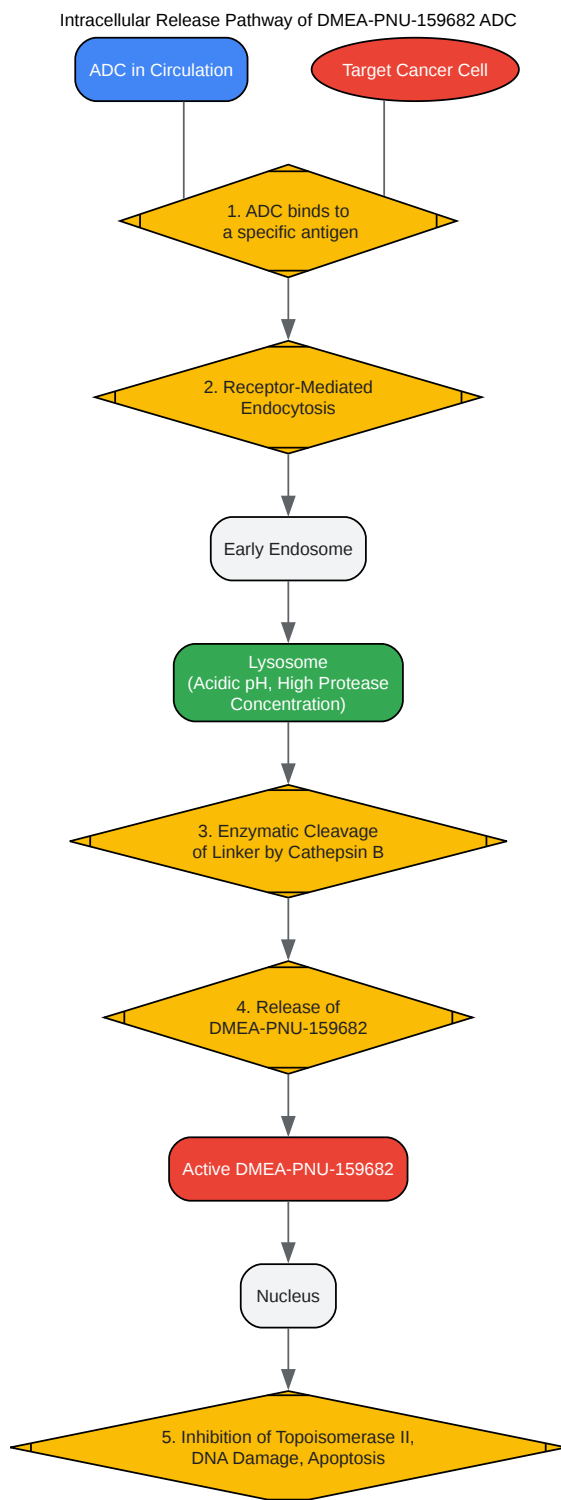 Intracellular Release Pathway of DMEA-PNU-159682 ADC
ADC in Circulation
Target Cancer Cell
1. ADC binds to
a specific antigen
2. Receptor-Mediated
Endocytosis
Early Endosome
Lysosome
(Acidic pH, High Protease
Concentration)
3. Enzymatic Cleavage
of Linker by Cathepsin B
4. Release of
DMEA-PNU-159682
Active DMEA-PNU-159682
Nucleus
5. Inhibition of Topoisomerase II,
DNA Damage, Apoptosis